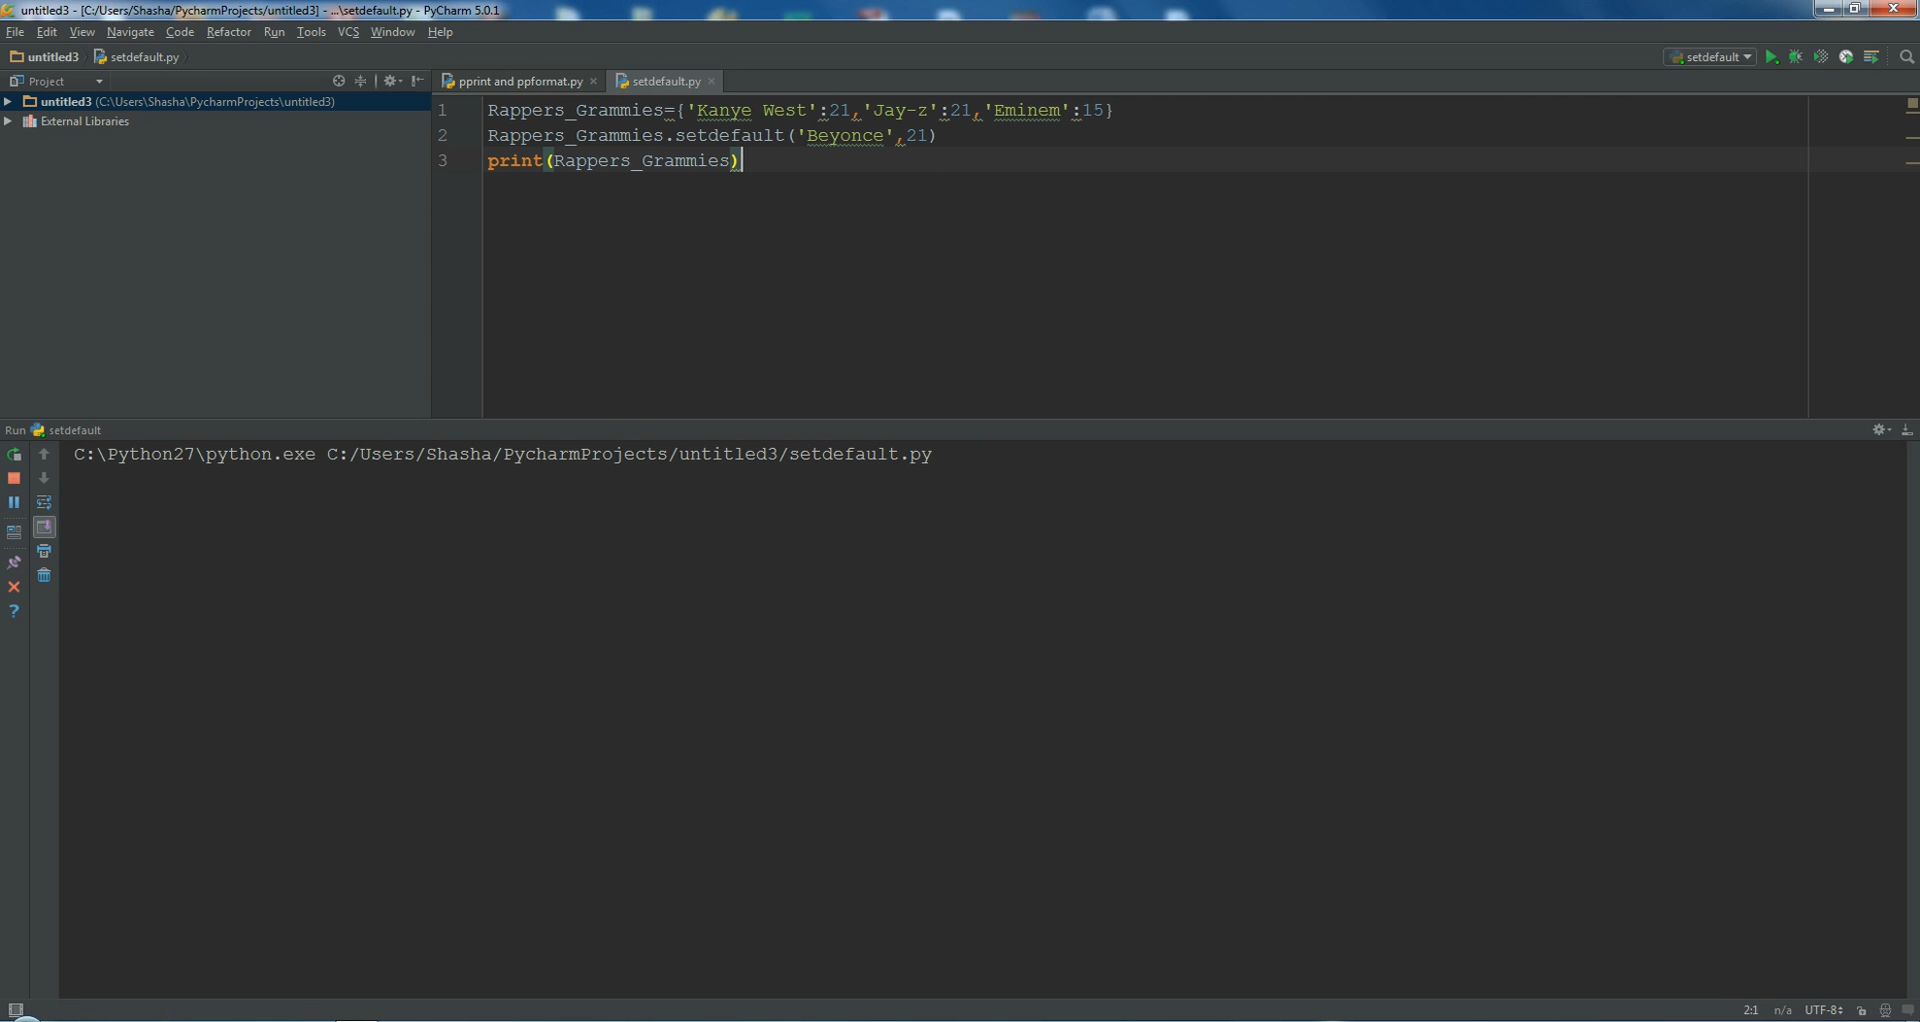 untitled3 - [C:/Users/Shasha/PycharmProjects/untitled3] - ...\setdefault.py - PyCharm 5.0.1
File Edit View Navigate Code Refactor Run Tools VCS Window Help
untitled3 setdefault.py setdefault
Project pprint and ppformat.py setdefault.py
untitled3 (C:\Users\Shasha\PycharmProjects\untitled3)
External Libraries
1 Rappers_Grammies={'Kanye West':21,'Jay-z':21,'Eminem':15}
2 Rappers_Grammies.setdefault('Beyonce',21)
3 print(Rappers_Grammies)
Run setdefault
C:\Python27\python.exe C:/Users/Shasha/PycharmProjects/untitled3/setdefault.py
2:1 n/a UTF-8